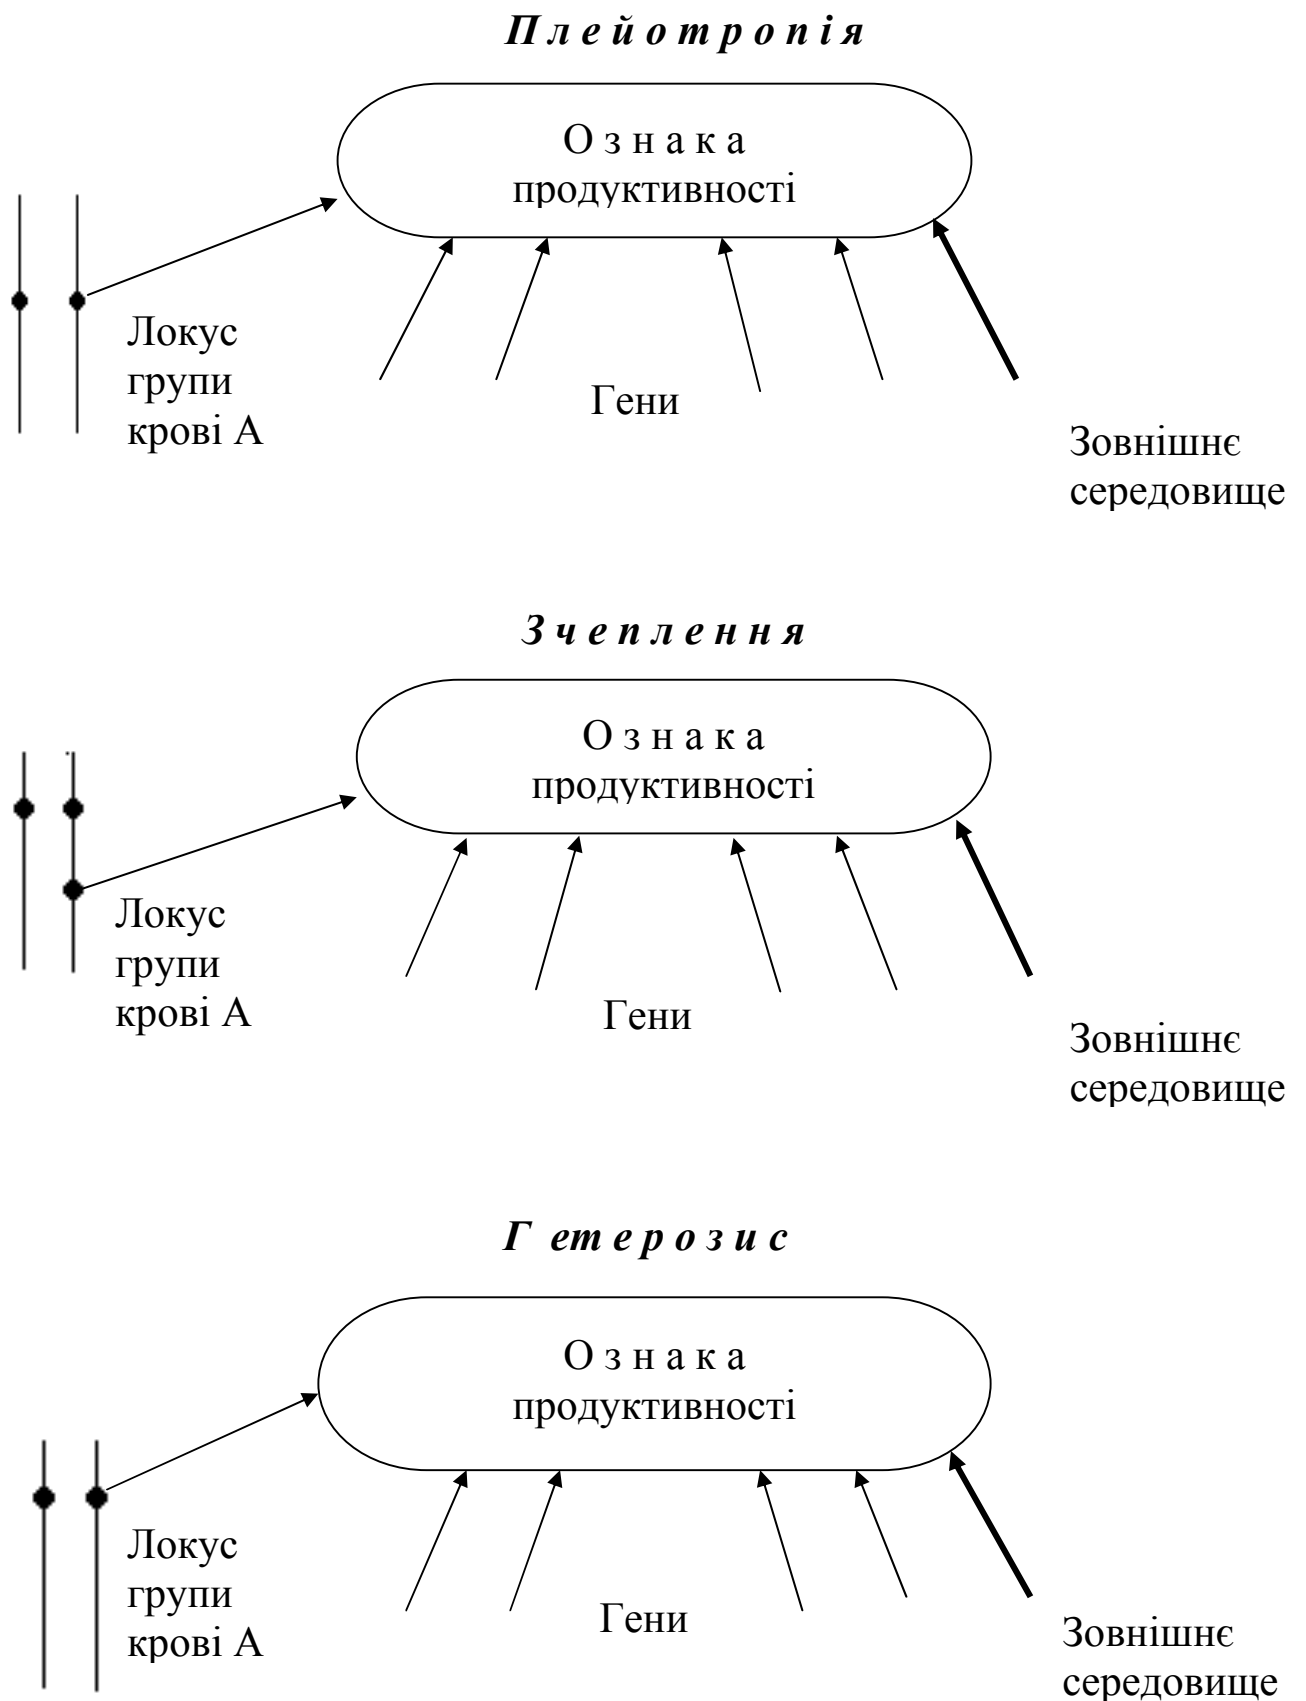 П л е й о т р о п і я
О з н а к а
продуктивності
Локус
групи
крові А
Гени
Зовнішнє
середовище
З ч е п л е н н я
О з н а к а
продуктивності
Локус
групи
крові А
Гени
Зовнішнє
середовище
Г ет е р о з и с
О з н а к а
продуктивності
Локус
групи
крові А
Гени
Зовнішнє
середовище